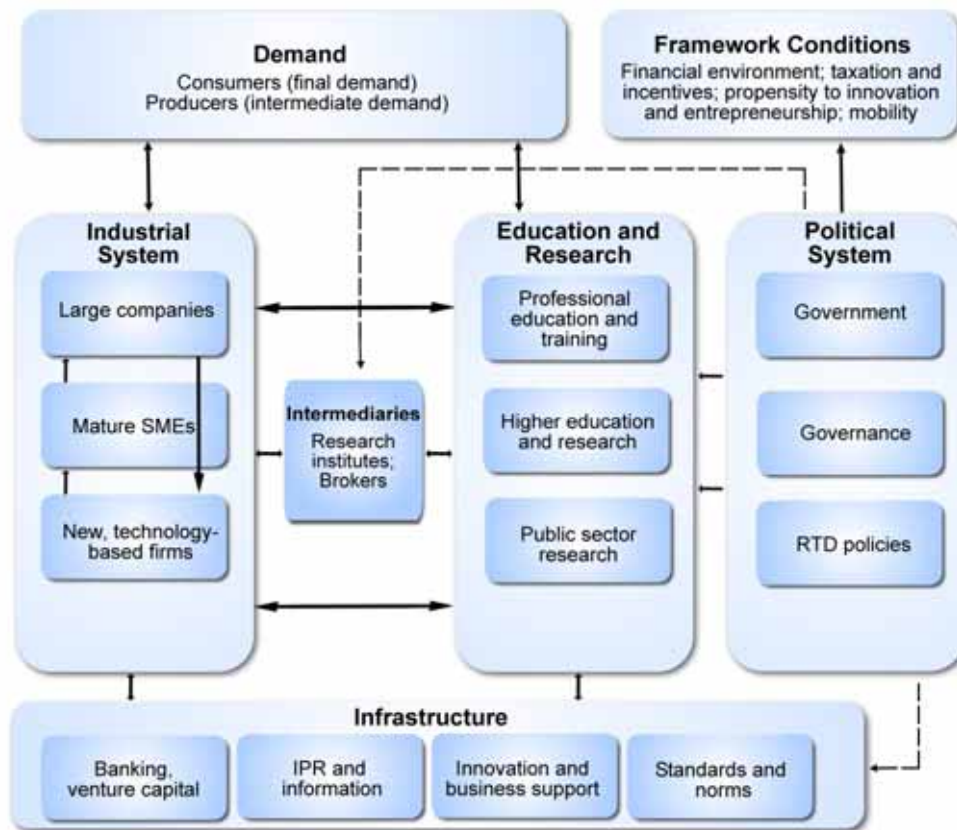 Demand
Consumers (final demand)
Producers (intermediate demand)
Framework Conditions
Financial environment; taxation and
incentives; propensity to innovation
and entrepreneurship; mobility
Industrial
System
Large companies
Mature SMEs
New, technology-
based firms
Intermediaries
Research
institutes;
Brokers
Education and
Research
Professional
education and
training
Higher education
and research
Public sector
research
Political
System
Government
Governance
RTD policies
Infrastructure
Banking,
venture capital
IPR and
information
Innovation and
business support
Standards and
norms